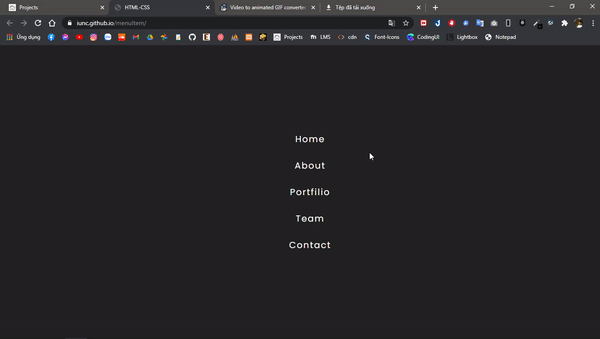 Projects
HTML-CSS
Video to animated GIF converte
Tệp đã tải xuống
iunc.github.io/menuItem/
Ứng dụng
Projects
LMS
cdn
Font-Icons
CodingUI
Lightbox
Notepad
Home
About
Portfilio
Team
Contact